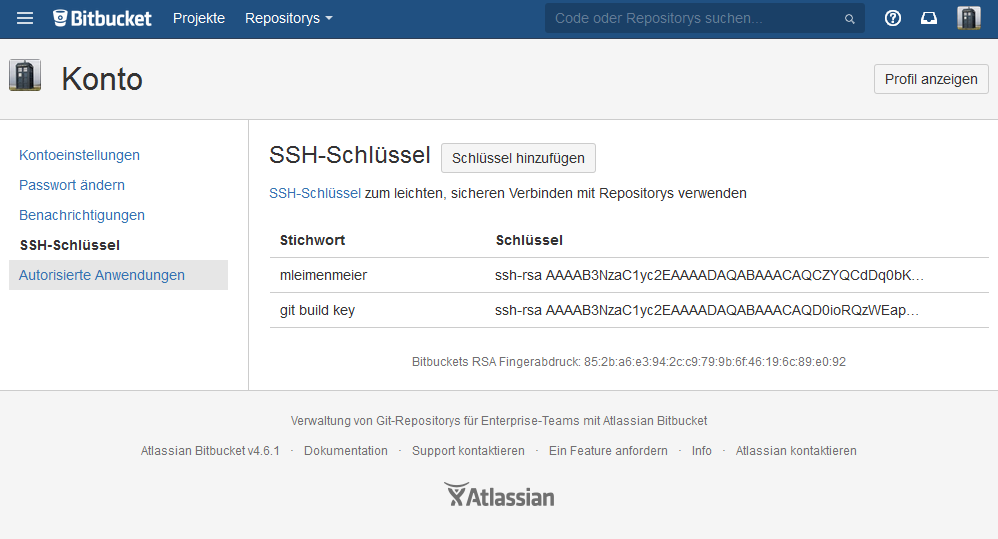 Bitbucket Projekte Repositorys Code oder Repositorys suchen...
Konto Profil anzeigen
Kontoeinstellungen
Passwort ändern
Benachrichtigungen
SSH-Schlüssel
Autorisierte Anwendungen
SSH-Schlüssel Schlüssel hinzufügen
SSH-Schlüssel zum leichten, sicheren Verbinden mit Repositorys verwenden
Stichwort Schlüssel
mleimenmeier ssh-rsa AAAAB3NzaC1yc2EAAAADAQABAAACAQCZYQCdDq0bK…
git build key ssh-rsa AAAAB3NzaC1yc2EAAAADAQABAAACAQD0ioRQzWEap…
Bitbuckets RSA Fingerabdruck: 85:2b:a6:e3:94:2c:c9:79:9b:6f:46:19:6c:89:e0:92
Verwaltung von Git-Repositorys für Enterprise-Teams mit Atlassian Bitbucket
Atlassian Bitbucket v4.6.1 · Dokumentation · Support kontaktieren · Ein Feature anfordern · Info · Atlassian kontaktieren
Atlassian